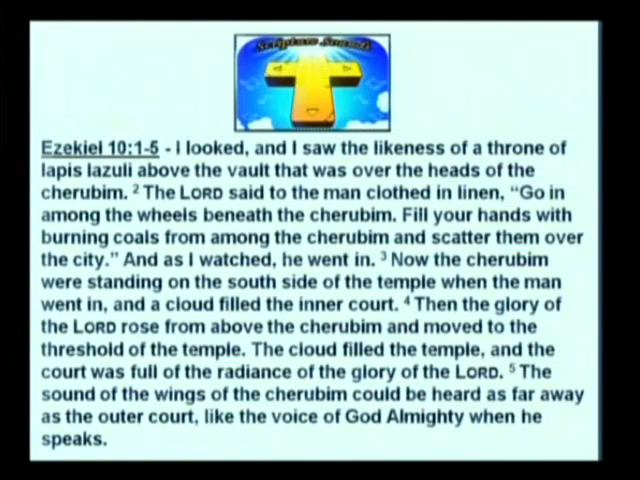 Scripture Sounds
Ezekiel 10:1-5 - I looked, and I saw the likeness of a throne of
lapis lazuli above the vault that was over the heads of the
cherubim. ² The LORD said to the man clothed in linen, “Go in
among the wheels beneath the cherubim. Fill your hands with
burning coals from among the cherubim and scatter them over
the city.” And as I watched, he went in. ³ Now the cherubim
were standing on the south side of the temple when the man
went in, and a cloud filled the inner court. ⁴ Then the glory of
the LORD rose from above the cherubim and moved to the
threshold of the temple. The cloud filled the temple, and the
court was full of the radiance of the glory of the LORD. ⁵ The
sound of the wings of the cherubim could be heard as far away
as the outer court, like the voice of God Almighty when he
speaks.